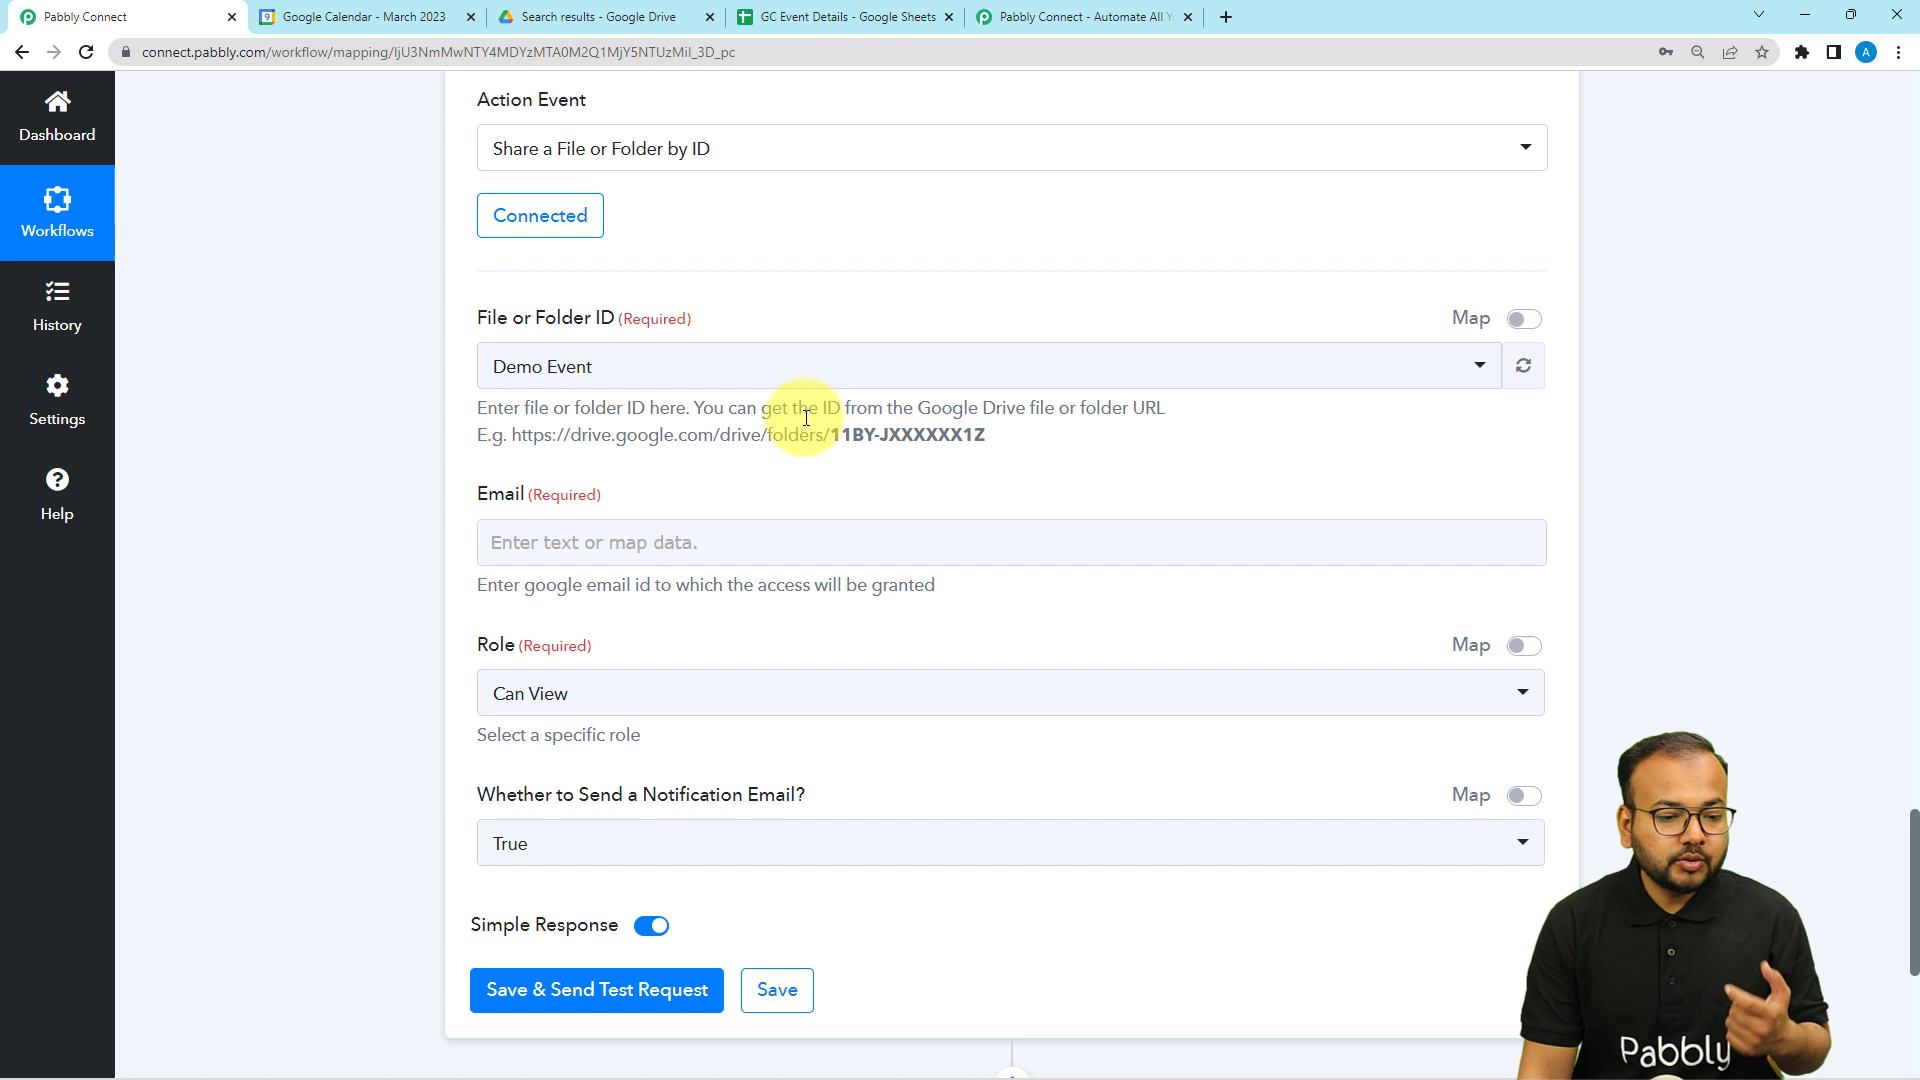 Pabbly Connect
Google Calendar - March 2023
Search results - Google Drive
GC Event Details - Google Sheets
Pabbly Connect - Automate All Y
connect.pabbly.com/workflow/mapping/IjU3NmMwNTY4MDYzMTA0M2Q1MjY5NTUzMiI_3D_pc
A
Dashboard
Workflows
History
Settings
Help
Action Event
Share a File or Folder by ID
Connected
File or Folder ID (Required)
Map
Demo Event
Enter file or folder ID here. You can get the ID from the Google Drive file or folder URL
E.g. https://drive.google.com/drive/folders/11BY-JXXXXXX1Z
Email (Required)
Enter text or map data.
Enter google email id to which the access will be granted
Role (Required)
Map
Can View
Select a specific role
Whether to Send a Notification Email?
Map
True
Simple Response
Save & Send Test Request
Save
Pabbly